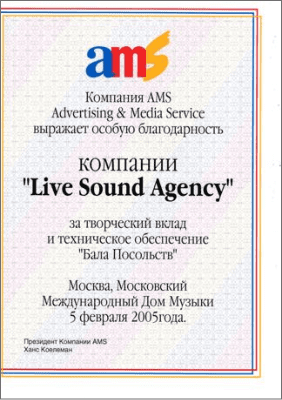 ams
Компания AMS
Advertising & Media Service
выражает особую благодарность
компании
"Live Sound Agency"
за творческий вклад
и техническое обеспечение
"Бала Посольств"
Москва, Московский
Международный Дом Музыки
5 февраля 2005года.
Президент Компании AMS
Ханс Коелеман